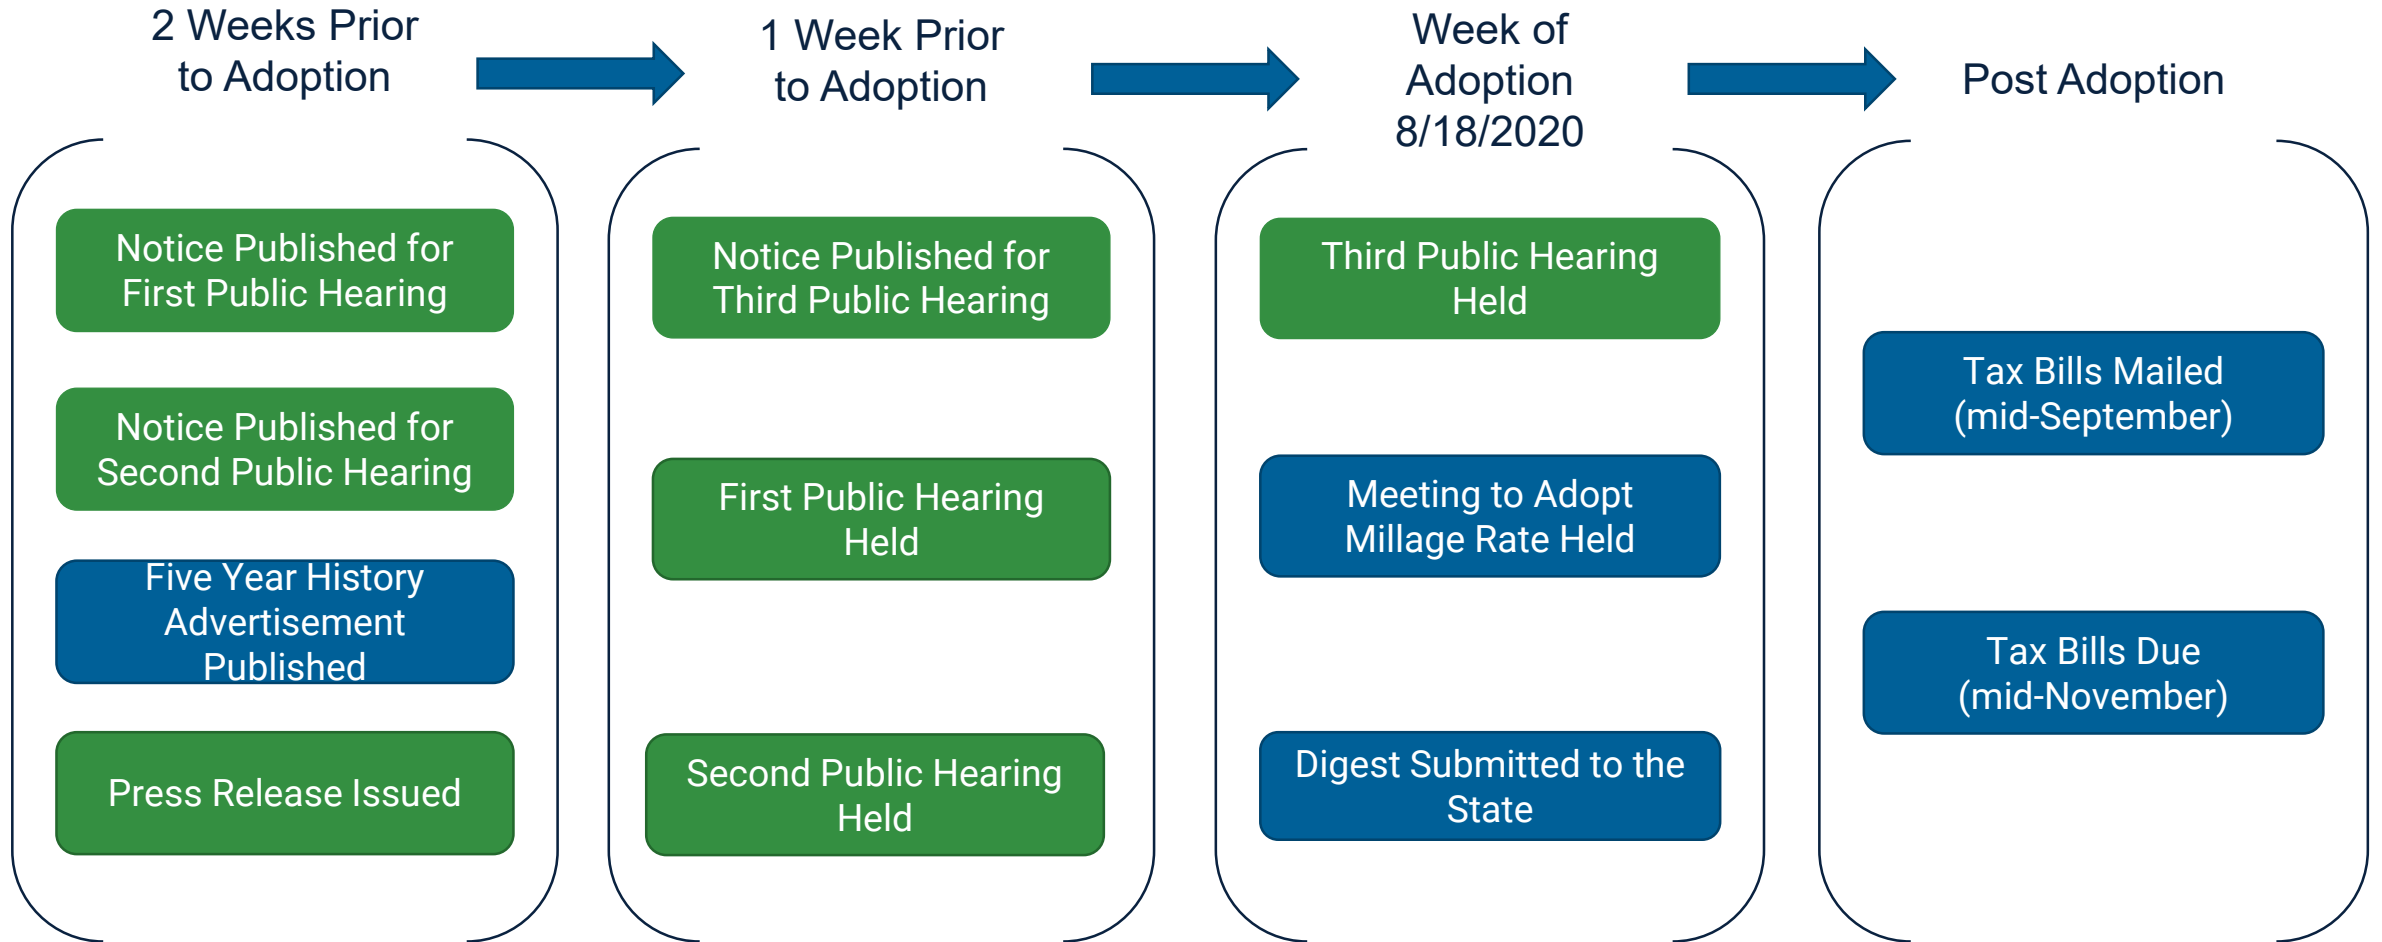 2 Weeks Prior
to Adoption
1 Week Prior
to Adoption
Week of
Adoption
8/18/2020
Post Adoption
Notice Published for
First Public Hearing
Notice Published for
Second Public Hearing
Five Year History
Advertisement
Published
Press Release Issued
Notice Published for
Third Public Hearing
First Public Hearing
Held
Second Public Hearing
Held
Third Public Hearing
Held
Meeting to Adopt
Millage Rate Held
Digest Submitted to the
State
Tax Bills Mailed
(mid-September)
Tax Bills Due
(mid-November)